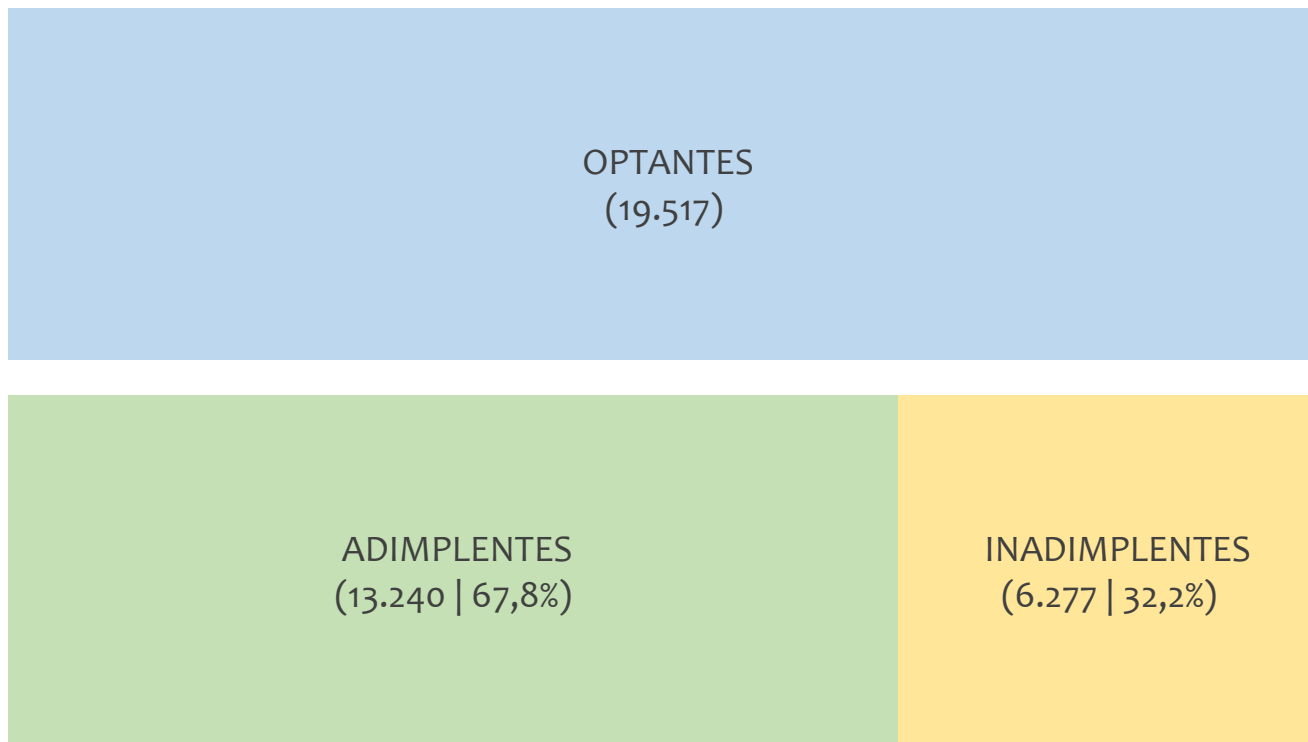 OPTANTES
(19.517)
ADIMPLENTES
(13.240 | 67,8%)
INADIMPLENTES
(6.277 | 32,2%)